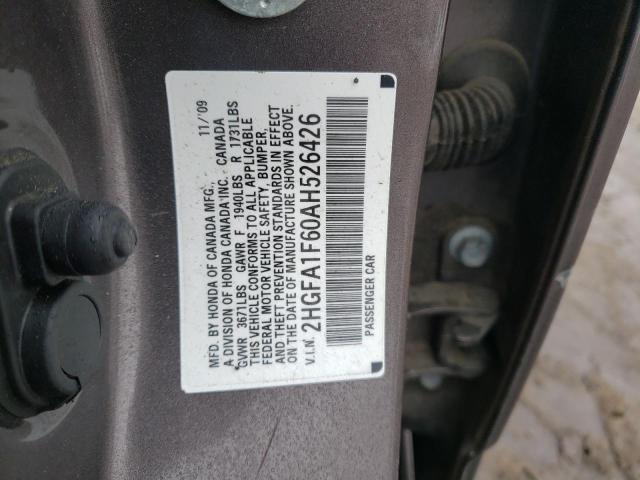 MFD. BY HONDA OF CANADA MFG. 11/'09
A DIVISION OF HONDA CANADA INC. CANADA
GVWR 3671LBS GAWR F 1940LBS R 1731LBS
THIS VEHICLE CONFORMS TO ALL APPLICABLE
FEDERAL MOTOR VEHICLE SAFETY, BUMPER,
AND THEFT PREVENTION STANDARDS IN EFFECT
ON THE DATE OF MANUFACTURE SHOWN ABOVE.
V.I.N. 2HGFA1F60AH526426
PASSENGER CAR